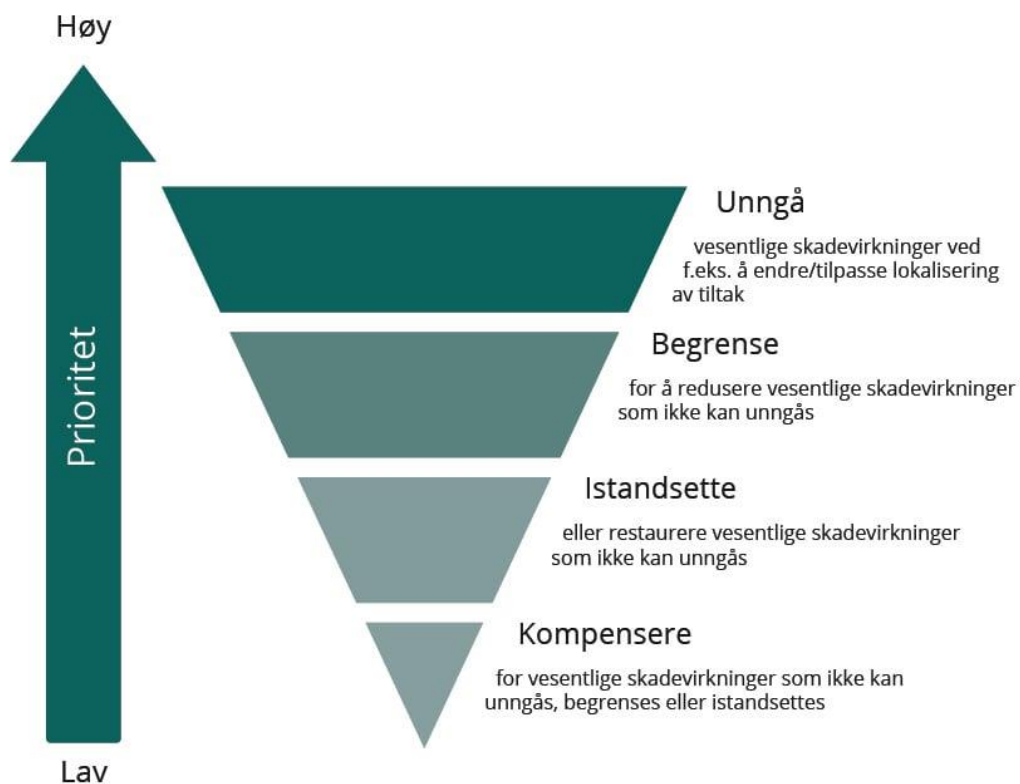 Høy
Prioritet
Lav
Unngå
vesentlige skadevirkninger ved
f.eks. å endre/tilpasse lokalisering
av tiltak
Begrense
for å redusere vesentlige skadevirkninger
som ikke kan unngås
Istandsette
eller restaurere vesentlige skadevirkninger
som ikke kan unngås
Kompensere
for vesentlige skadevirkninger som ikke kan
unngås, begrenses eller istandsettes